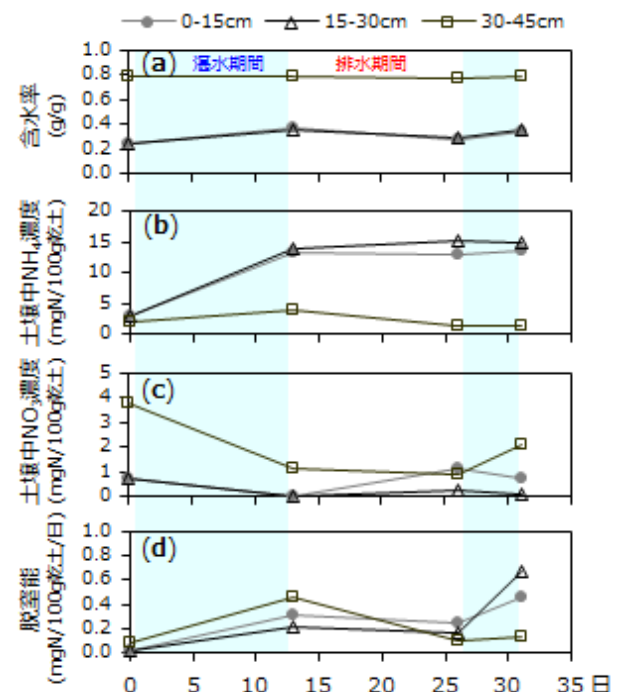 0-15cm 15-30cm 30-45cm
(a) 湛水期間 排水期間
含水率
(g/g)
1.0
0.8
0.6
0.4
0.2
0.0
(b)
土壌中NH₄濃度
(mgN/100g乾土)
20
15
10
5
0
(c)
土壌中NO₃濃度
(mgN/100g乾土)
5
4
3
2
1
0
(d)
脱窒能
(mgN/100g乾土/日)
1.0
0.8
0.6
0.4
0.2
0.0
0 5 10 15 20 25 30 35 日